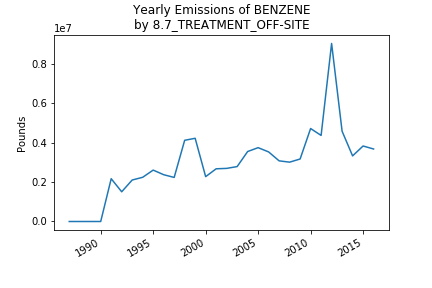 Yearly Emissions of BENZENE
by 8.7_TREATMENT_OFF-SITE
1e7
0.8
0.6
Pounds
0.4
0.2
0.0
1990 1995 2000 2005 2010 2015